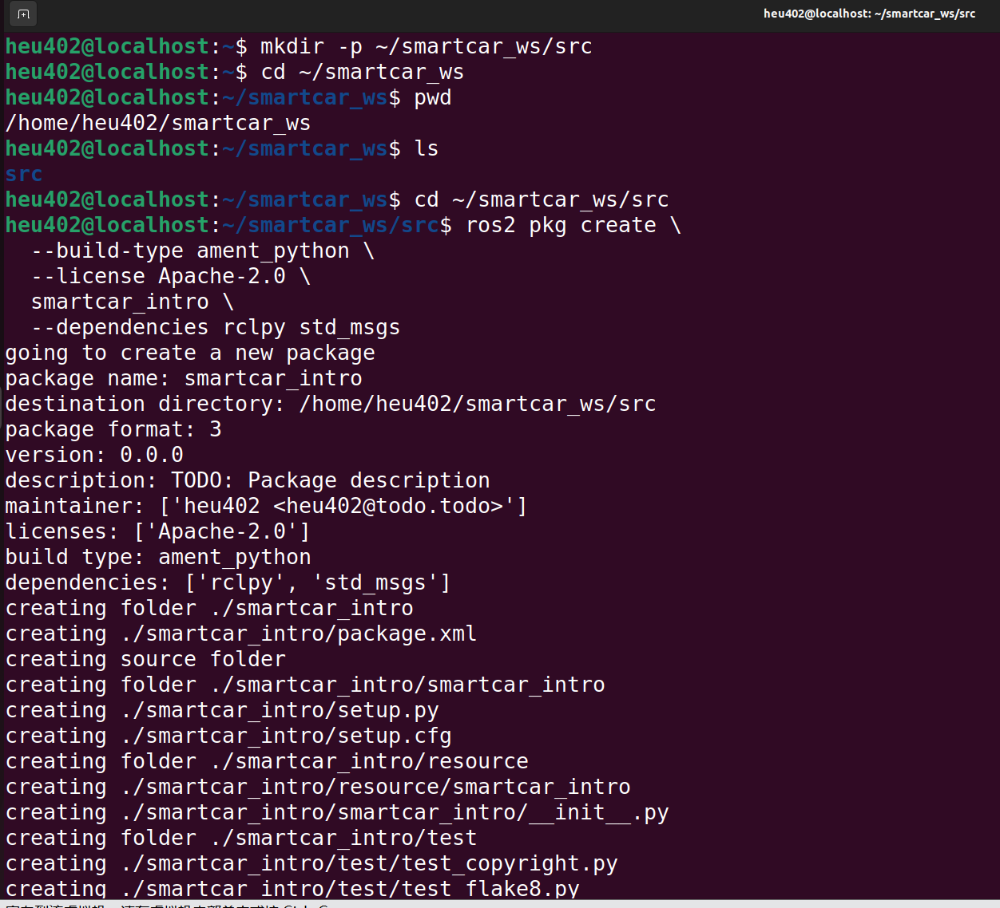 heu402@localhost: ~/smartcar_ws/src
heu402@localhost:~$ mkdir -p ~/smartcar_ws/src
heu402@localhost:~$ cd ~/smartcar_ws
heu402@localhost:~/smartcar_ws$ pwd
/home/heu402/smartcar_ws
heu402@localhost:~/smartcar_ws$ ls
src
heu402@localhost:~/smartcar_ws$ cd ~/smartcar_ws/src
heu402@localhost:~/smartcar_ws/src$ ros2 pkg create \
  --build-type ament_python \
  --license Apache-2.0 \
  smartcar_intro \
  --dependencies rclpy std_msgs
going to create a new package
package name: smartcar_intro
destination directory: /home/heu402/smartcar_ws/src
package format: 3
version: 0.0.0
description: TODO: Package description
maintainer: ['heu402 <heu402@todo.todo>']
licenses: ['Apache-2.0']
build type: ament_python
dependencies: ['rclpy', 'std_msgs']
creating folder ./smartcar_intro
creating ./smartcar_intro/package.xml
creating source folder
creating folder ./smartcar_intro/smartcar_intro
creating ./smartcar_intro/setup.py
creating ./smartcar_intro/setup.cfg
creating folder ./smartcar_intro/resource
creating ./smartcar_intro/resource/smartcar_intro
creating ./smartcar_intro/smartcar_intro/__init__.py
creating folder ./smartcar_intro/test
creating ./smartcar_intro/test/test_copyright.py
creating ./smartcar_intro/test/test_flake8.py